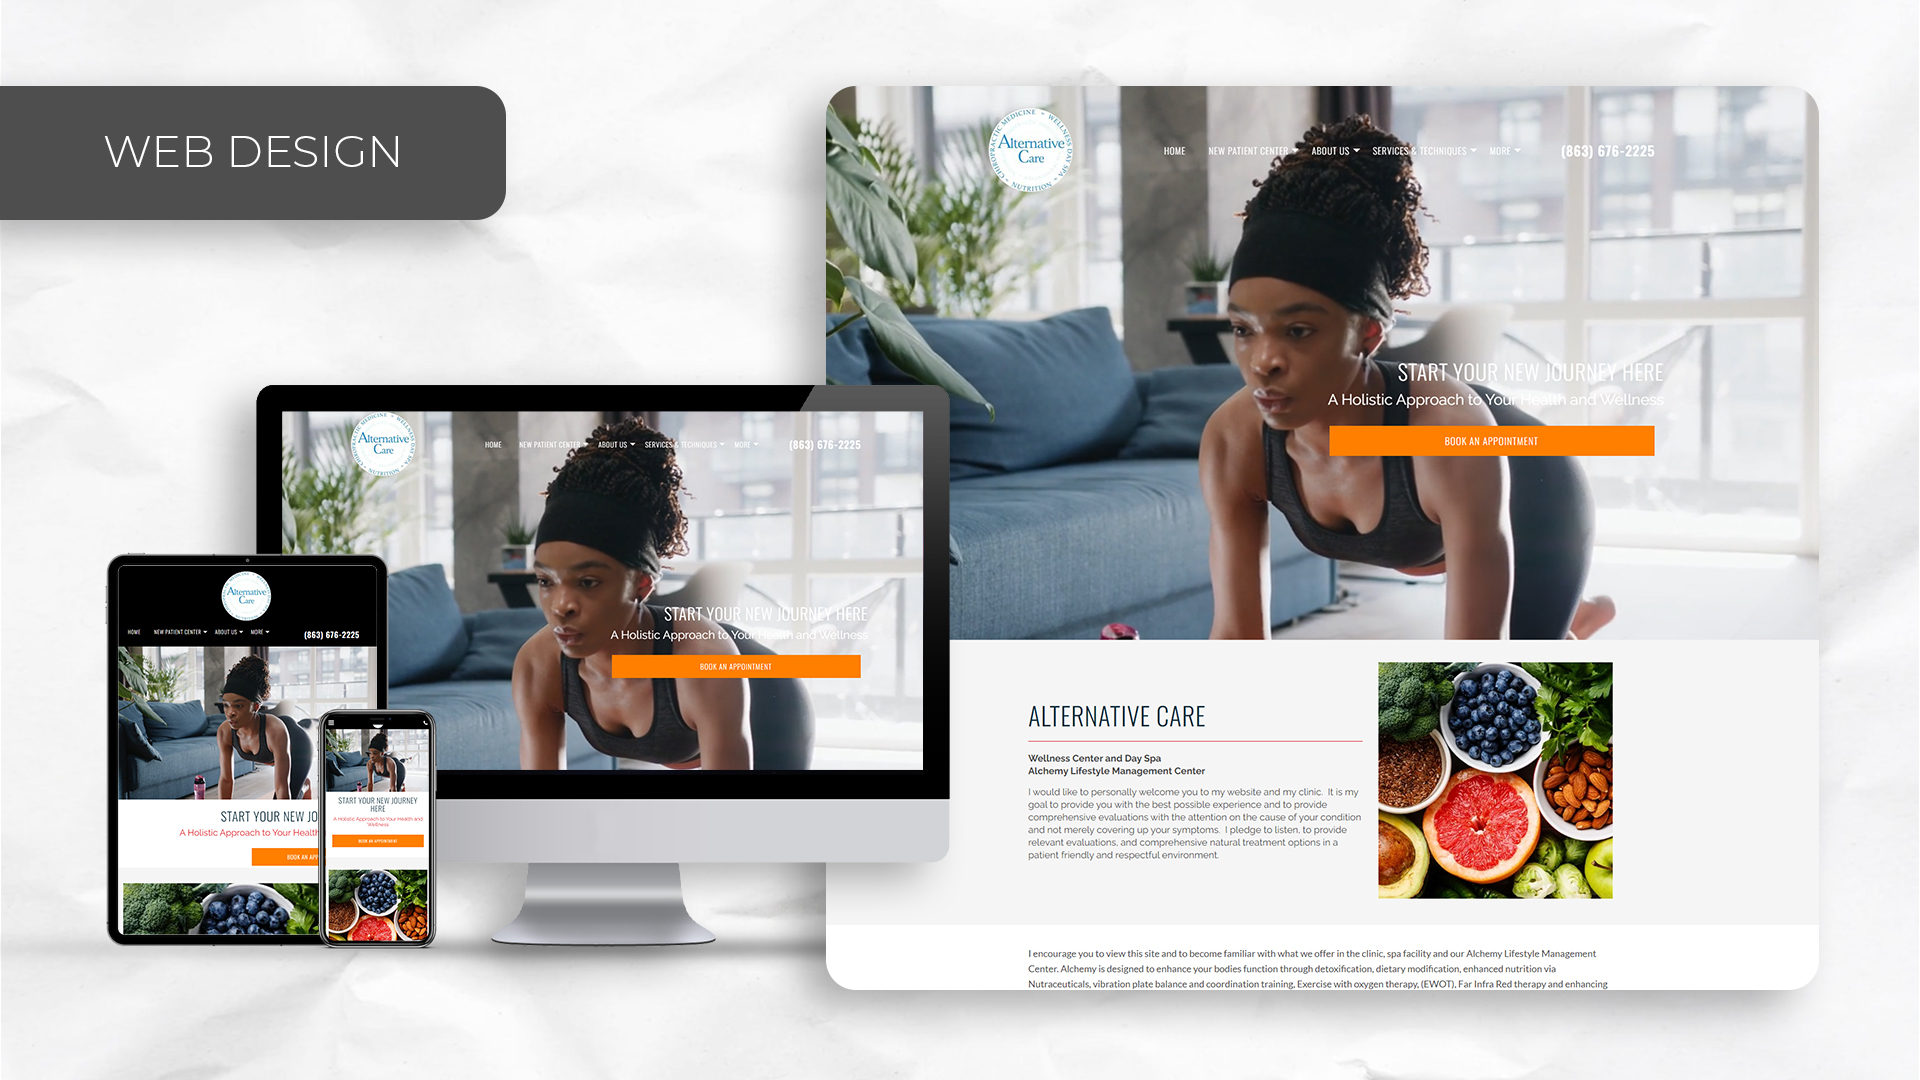 WEB DESIGN
CHIROPRACTIC MEDICINE • WELLNESS DAY SPA • NUTRITION •
Alternative
Care
HOME
NEW PATIENT CENTER
ABOUT US
SERVICES & TECHNIQUES
MORE
(863) 676-2225
START YOUR NEW JOURNEY HERE
A Holistic Approach to Your Health and Wellness
BOOK AN APPOINTMENT
ALTERNATIVE CARE
Wellness Center and Day Spa
Alchemy Lifestyle Management Center
I would like to personally welcome you to my website and my clinic. It is my
goal to provide you with the best possible experience and to provide
comprehensive evaluations with the attention on the cause of your condition
and not merely covering up your symptoms. I pledge to listen, to provide
relevant evaluations, and comprehensive natural treatment options in a
patient friendly and respectful environment.
I encourage you to view this site and to become familiar with what we offer in the clinic, spa facility and our Alchemy Lifestyle Management
Center. Alchemy is designed to enhance your bodies function through detoxification, dietary modification, enhanced nutrition via
Nutraceuticals, vibration plate balance and coordination training, Exercise with oxygen therapy, (EWOT), Far Infra Red therapy and enhancing
Alternative
Care
HOME
NEW PATIENT CENTER
ABOUT US
SERVICES & TECHNIQUES
MORE
(863) 676-2225
START YOUR NEW JOURNEY HERE
A Holistic Approach to Your Health and Wellness
BOOK AN APPOINTMENT
Alternative
Care
HOME
NEW PATIENT CENTER
ABOUT US
MORE
(863) 676-2225
START YOUR NEW JO
A Holistic Approach to Your Health
BOOK AN APP
START YOUR NEW JOURNEY
HERE
A Holistic Approach to Your Health and
Wellness
BOOK AN APPOINTMENT